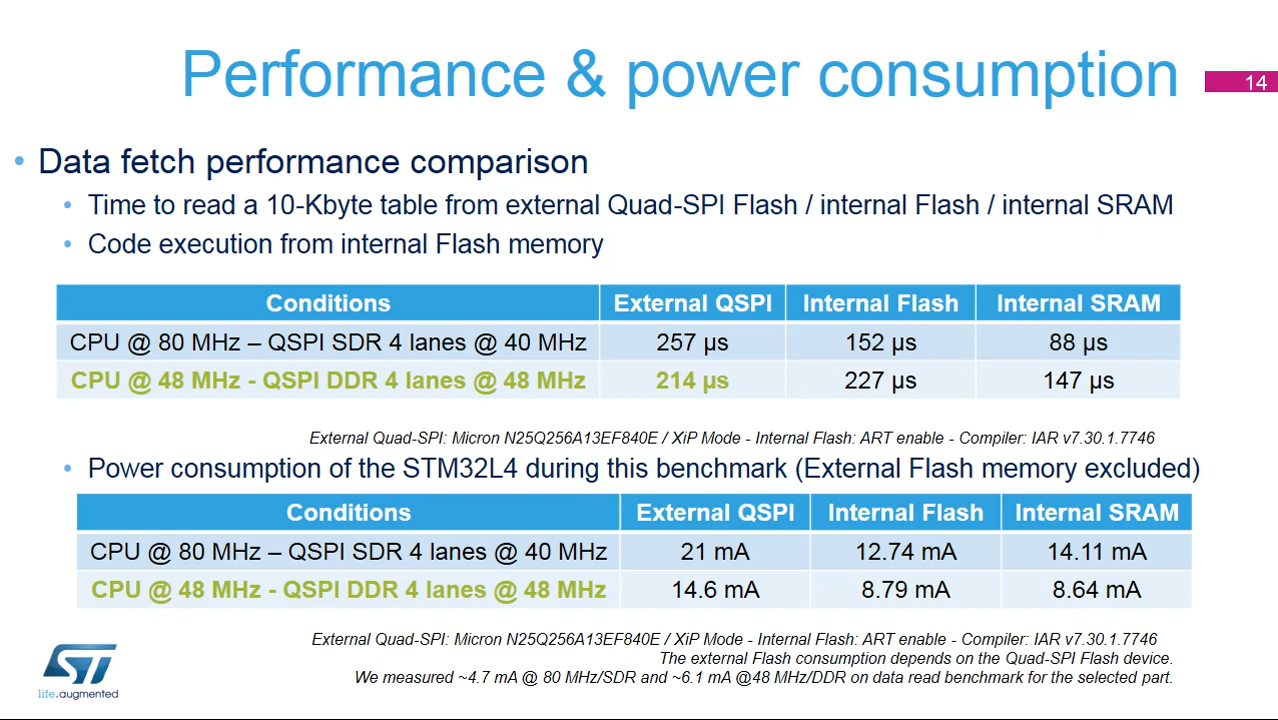 Performance & power consumption
14
• Data fetch performance comparison
• Time to read a 10-Kbyte table from external Quad-SPI Flash / internal Flash / internal SRAM
• Code execution from internal Flash memory
Conditions External QSPI Internal Flash Internal SRAM
CPU @ 80 MHz – QSPI SDR 4 lanes @ 40 MHz 257 µs 152 µs 88 µs
CPU @ 48 MHz - QSPI DDR 4 lanes @ 48 MHz 214 µs 227 µs 147 µs
External Quad-SPI: Micron N25Q256A13EF840E / XiP Mode - Internal Flash: ART enable - Compiler: IAR v7.30.1.7746
• Power consumption of the STM32L4 during this benchmark (External Flash memory excluded)
Conditions External QSPI Internal Flash Internal SRAM
CPU @ 80 MHz – QSPI SDR 4 lanes @ 40 MHz 21 mA 12.74 mA 14.11 mA
CPU @ 48 MHz - QSPI DDR 4 lanes @ 48 MHz 14.6 mA 8.79 mA 8.64 mA
External Quad-SPI: Micron N25Q256A13EF840E / XiP Mode - Internal Flash: ART enable - Compiler: IAR v7.30.1.7746
The external Flash consumption depends on the Quad-SPI Flash device.
We measured ~4.7 mA @ 80 MHz/SDR and ~6.1 mA @48 MHz/DDR on data read benchmark for the selected part.
ST
life.augmented